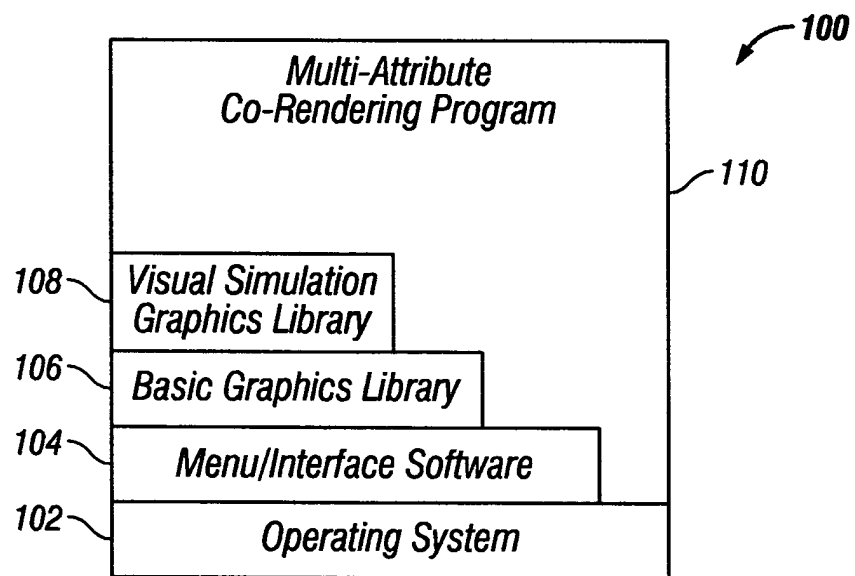 100
Multi-Attribute
Co-Rendering Program
110
108
Visual Simulation
Graphics Library
106
Basic Graphics Library
104
Menu/Interface Software
102
Operating System